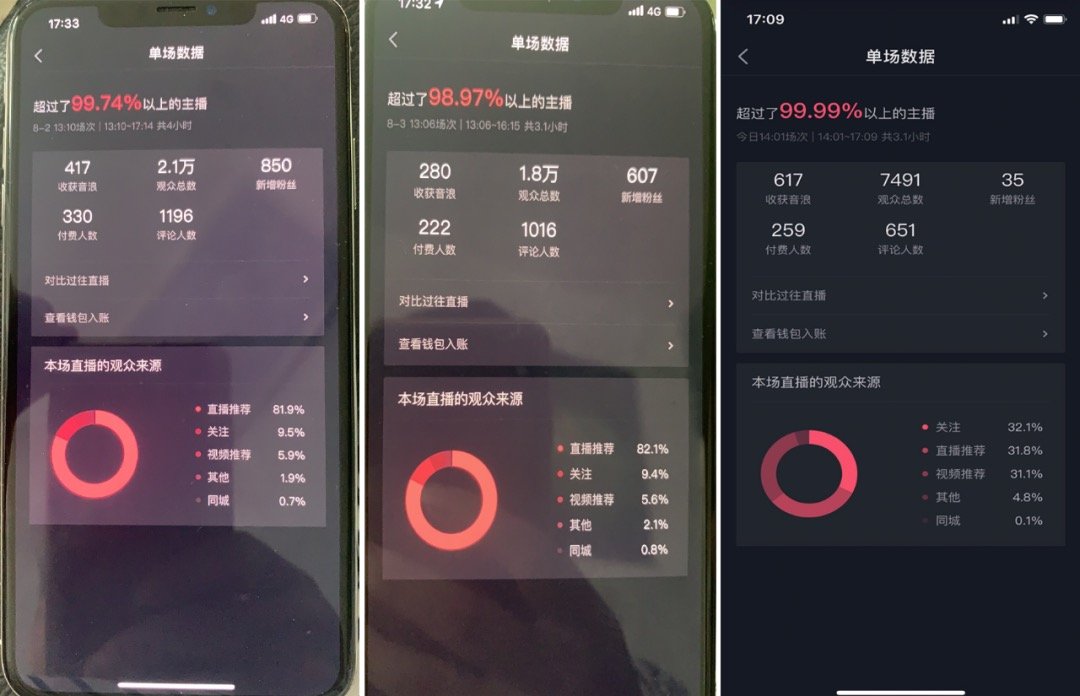 17:33
4G
单场数据
超过了99.74%以上的主播
8-2 13:10场次 | 13:10~17:14 共4小时
417 2.1万 850
收获音浪 观众总数 新增粉丝
330 1196
付费人数 评论人数
对比过往直播
查看钱包入账
本场直播的观众来源
直播推荐 81.9%
关注 9.5%
视频推荐 5.9%
其他 1.9%
同城 0.7%
17:32
4G
单场数据
超过了98.97%以上的主播
8-3 13:06场次 | 13:06~16:15 共3.1小时
280 1.8万 607
收获音浪 观众总数 新增粉丝
222 1016
付费人数 评论人数
对比过往直播
查看钱包入账
本场直播的观众来源
直播推荐 82.1%
关注 9.4%
视频推荐 5.6%
其他 2.1%
同城 0.8%
17:09
单场数据
超过了99.99%以上的主播
今日14:01场次 | 14:01~17:09 共3.1小时
617 7491 35
收获音浪 观众总数 新增粉丝
259 651
付费人数 评论人数
对比过往直播
查看钱包入账
本场直播的观众来源
关注 32.1%
直播推荐 31.8%
视频推荐 31.1%
其他 4.8%
同城 0.1%